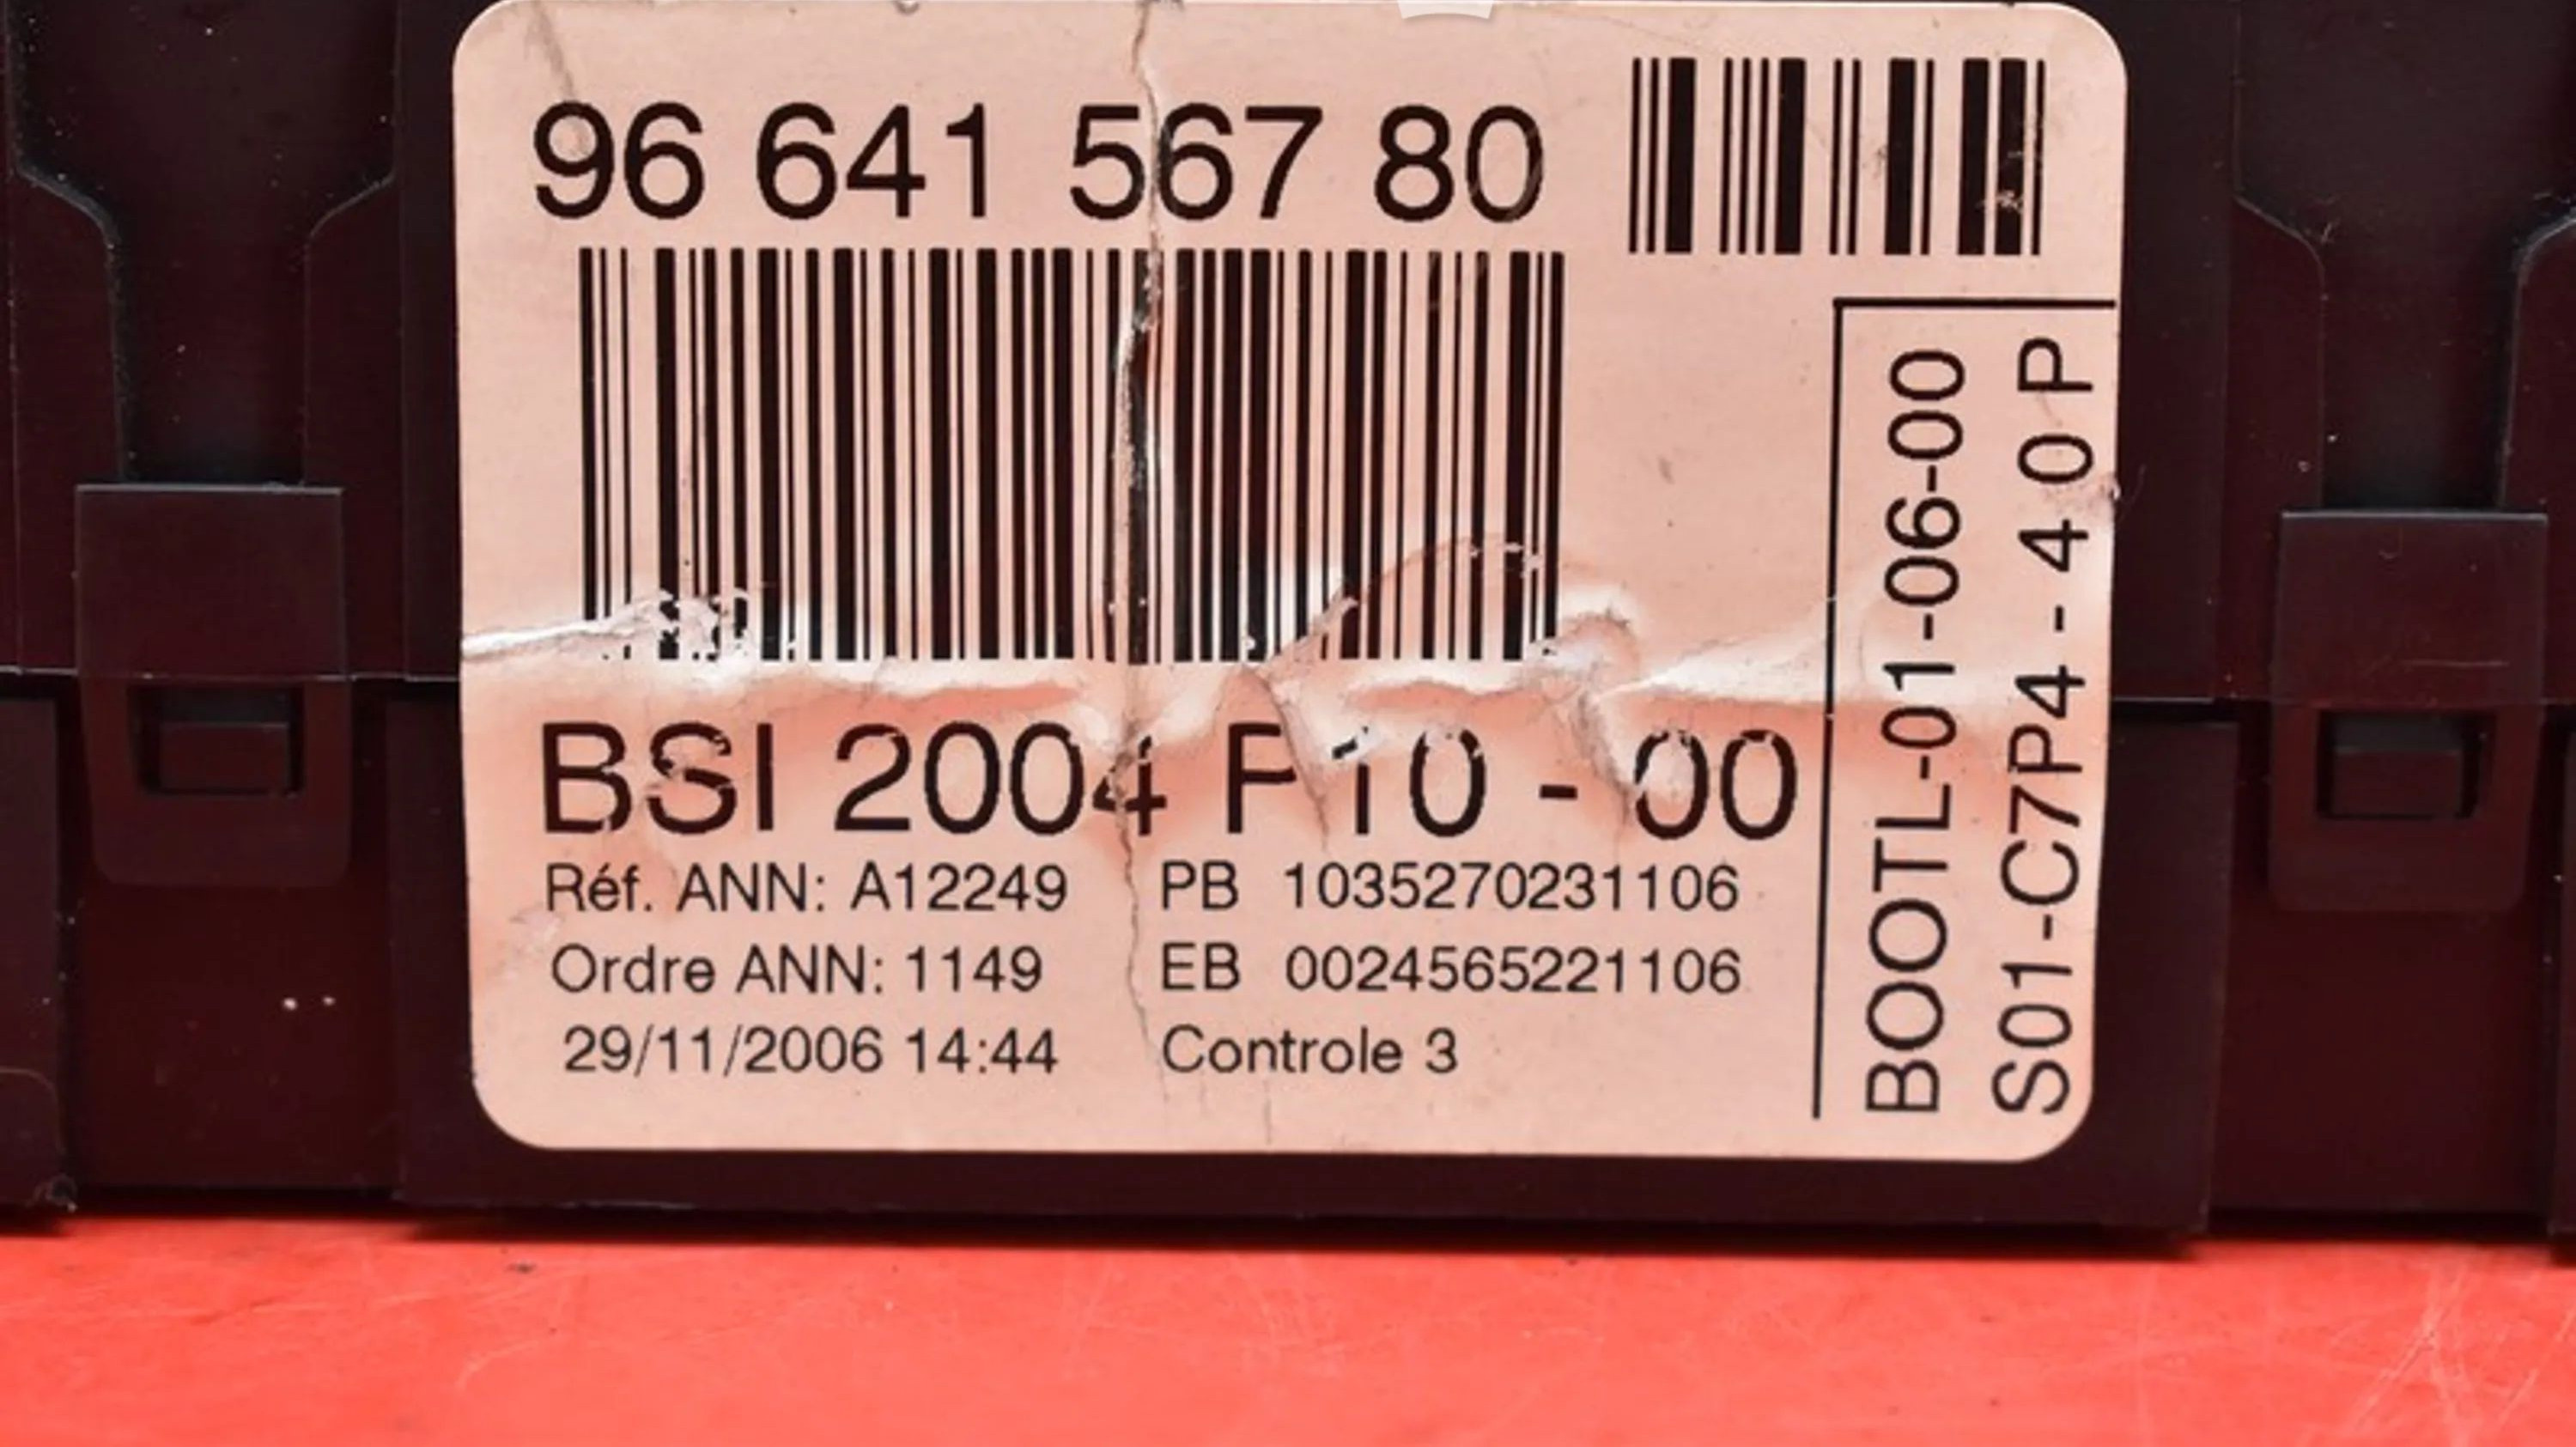 96 641 567 80
BSI 2004 F10 - 00
Réf. ANN: A12249 PB 1035270231106
Ordre ANN: 1149 EB 0024565221106
29/11/2006 14:44 Controle 3
BOOTL-01-06-00
S01-C7P4 - 4 0 P